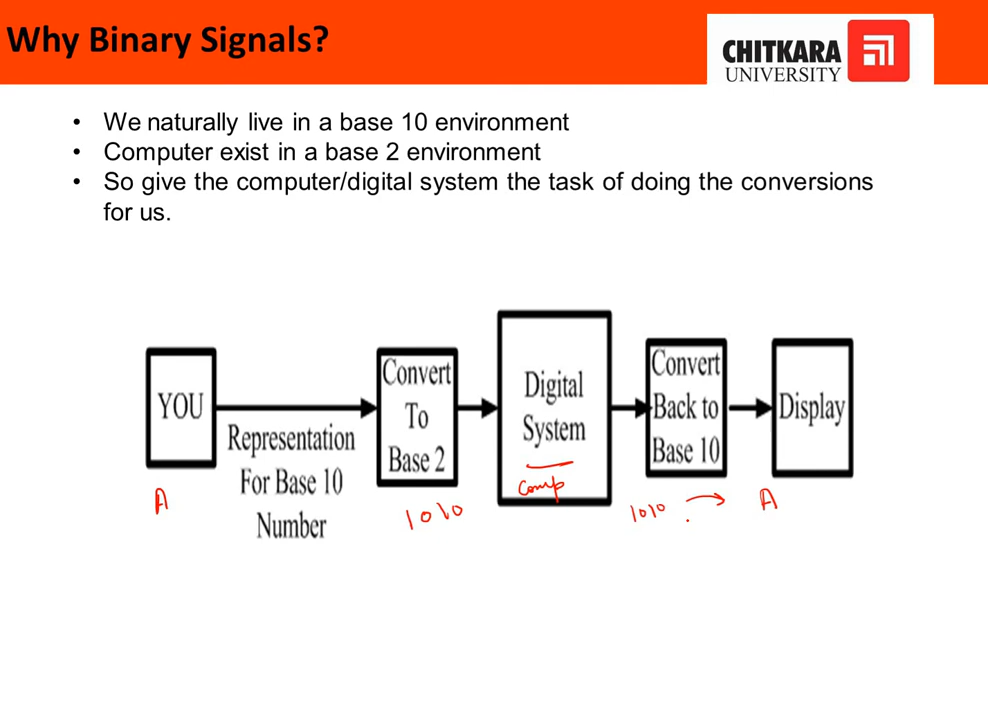 Why Binary Signals?
CHITKARA
UNIVERSITY
• We naturally live in a base 10 environment
• Computer exist in a base 2 environment
• So give the computer/digital system the task of doing the conversions
for us.
YOU
Representation
For Base 10
Number
Convert
To
Base 2
Digital
System
Comp
Convert
Back to
Base 10
Display
A
1010
1010
A